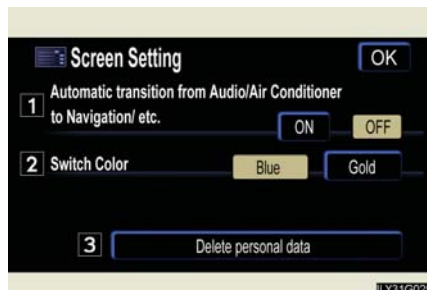 Screen Setting
OK
1
Automatic transition from Audio/Air Conditioner
to Navigation/ etc.
ON
OFF
2
Switch Color
Blue
Gold
3
Delete personal data